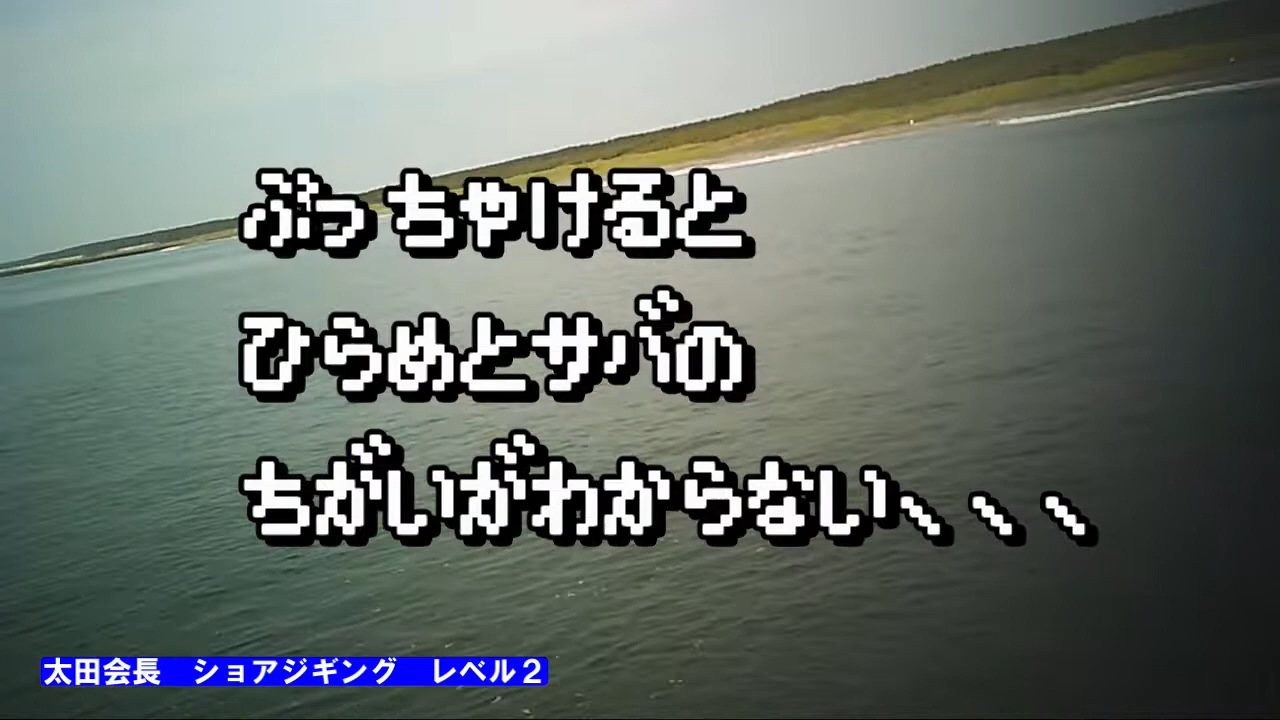 ぶっちゃけると
ひらめとサバの
ちがいがわからない、、、
太田会長　ショアジギング　レベル２